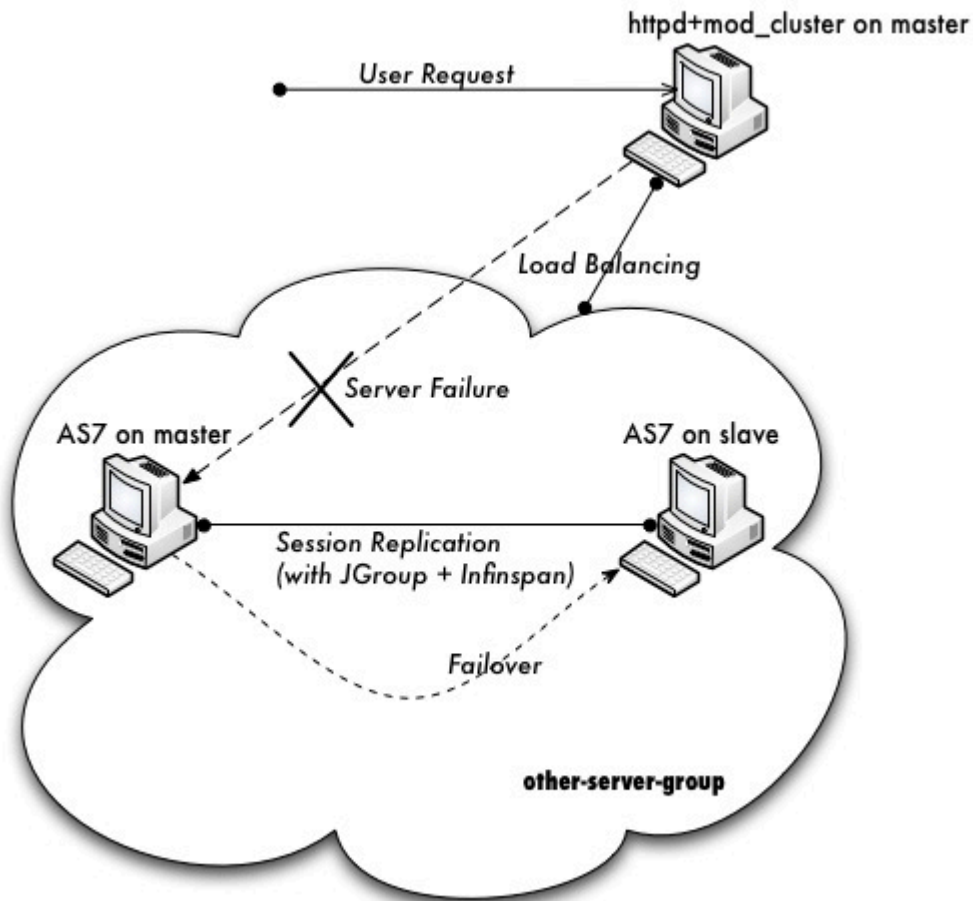 httpd+mod_cluster on master
User Request
Load Balancing
Server Failure
AS7 on master
AS7 on slave
Session Replication
(with JGroup + Infinspan)
Failover
other-server-group